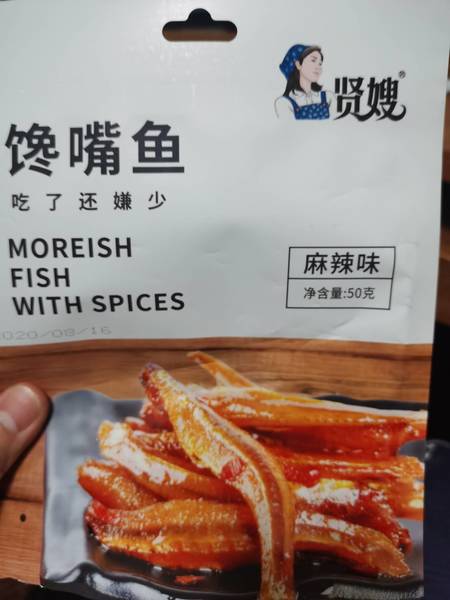 贤嫂®
馋嘴鱼
吃了还嫌少
MOREISH
FISH
WITH SPICES
麻辣味
净含量:50克
2020/08/16